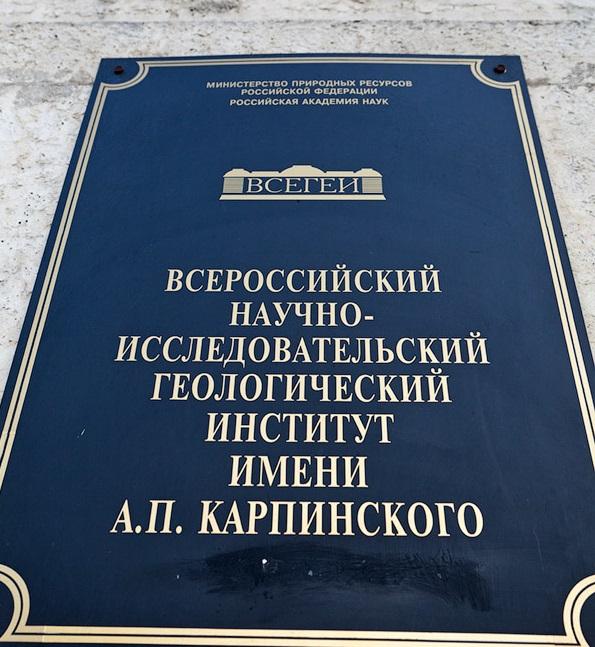 МИНИСТЕРСТВО ПРИРОДНЫХ РЕСУРСОВ
РОССИЙСКОЙ ФЕДЕРАЦИИ
РОССИЙСКАЯ АКАДЕМИЯ НАУК
ВСЕГЕИ
ВСЕРОССИЙСКИЙ
НАУЧНО-
ИССЛЕДОВАТЕЛЬСКИЙ
ГЕОЛОГИЧЕСКИЙ
ИНСТИТУТ
ИМЕНИ
А.П. КАРПИНСКОГО